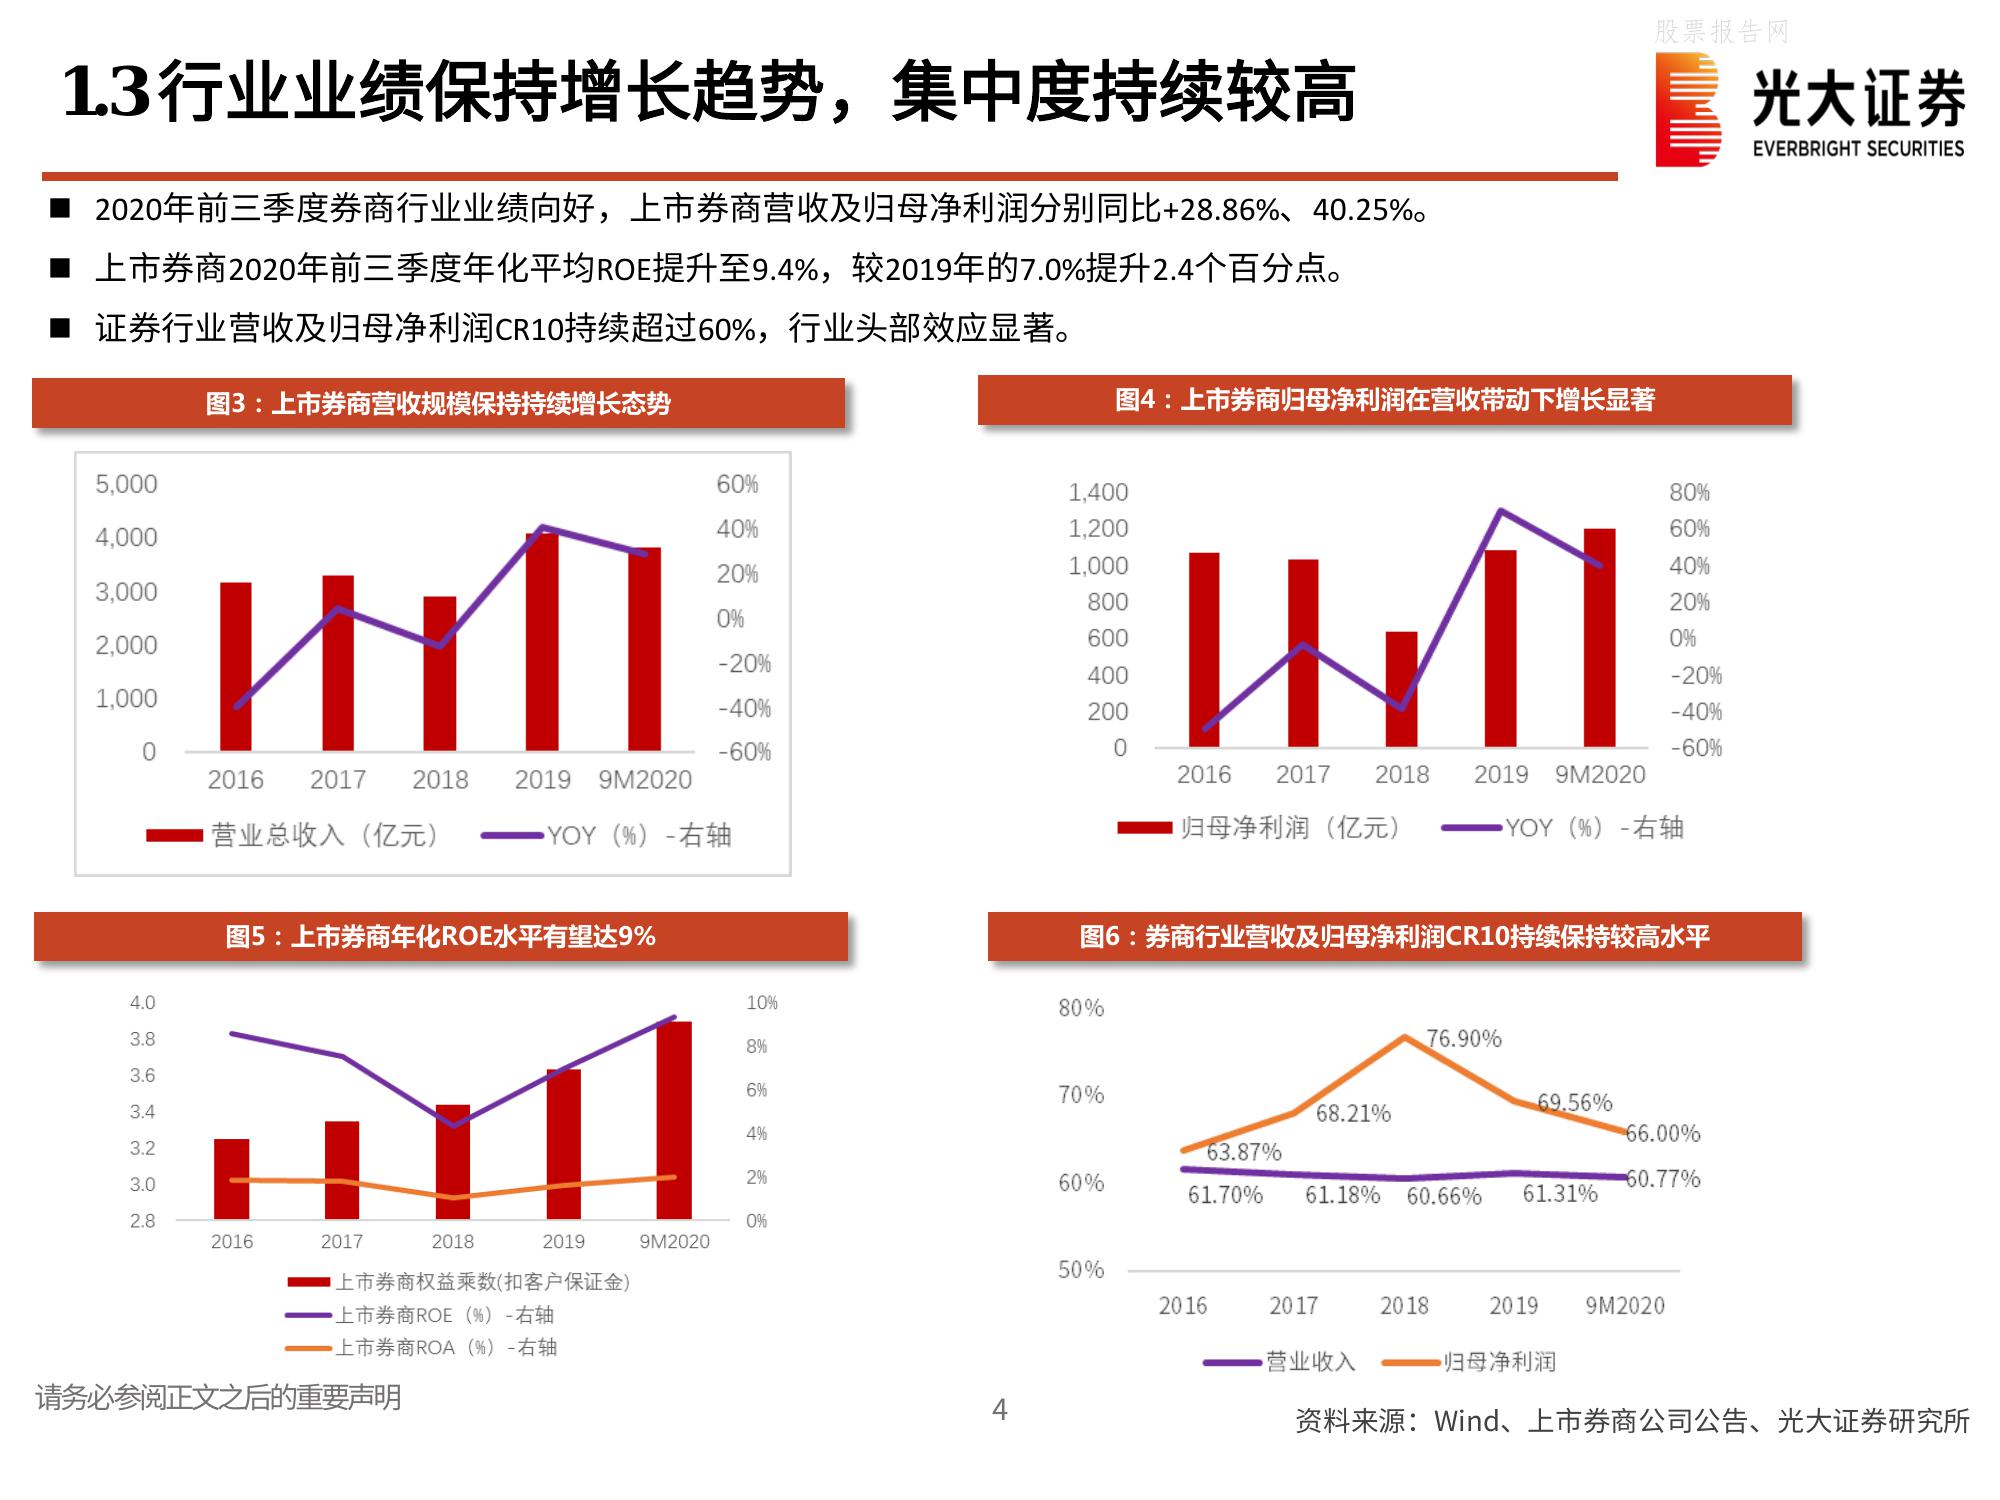 股票报告网
1.3行业业绩保持增长趋势，集中度持续较高
光大证券
EVERBRIGHT SECURITIES
■ 2020年前三季度券商行业业绩向好，上市券商营收及归母净利润分别同比+28.86%、40.25%。
■ 上市券商2020年前三季度年化平均ROE提升至9.4%，较2019年的7.0%提升2.4个百分点。
■ 证券行业营收及归母净利润CR10持续超过60%，行业头部效应显著。
图3：上市券商营收规模保持持续增长态势
5,000
4,000
3,000
2,000
1,000
0
60%
40%
20%
0%
-20%
-40%
-60%
2016 2017 2018 2019 9M2020
营业总收入（亿元） YOY（%）-右轴
图4：上市券商归母净利润在营收带动下增长显著
1,400
1,200
1,000
800
600
400
200
0
80%
60%
40%
20%
0%
-20%
-40%
-60%
2016 2017 2018 2019 9M2020
归母净利润（亿元） YOY（%）-右轴
图5：上市券商年化ROE水平有望达9%
4.0
3.8
3.6
3.4
3.2
3.0
2.8
10%
8%
6%
4%
2%
0%
2016 2017 2018 2019 9M2020
上市券商权益乘数(扣客户保证金)
上市券商ROE（%）-右轴
上市券商ROA（%）-右轴
图6：券商行业营收及归母净利润CR10持续保持较高水平
80%
70%
60%
50%
63.87% 68.21% 76.90% 69.56% 66.00%
61.70% 61.18% 60.66% 61.31% 60.77%
2016 2017 2018 2019 9M2020
营业收入 归母净利润
请务必参阅正文之后的重要声明
4
资料来源：Wind、上市券商公司公告、光大证券研究所